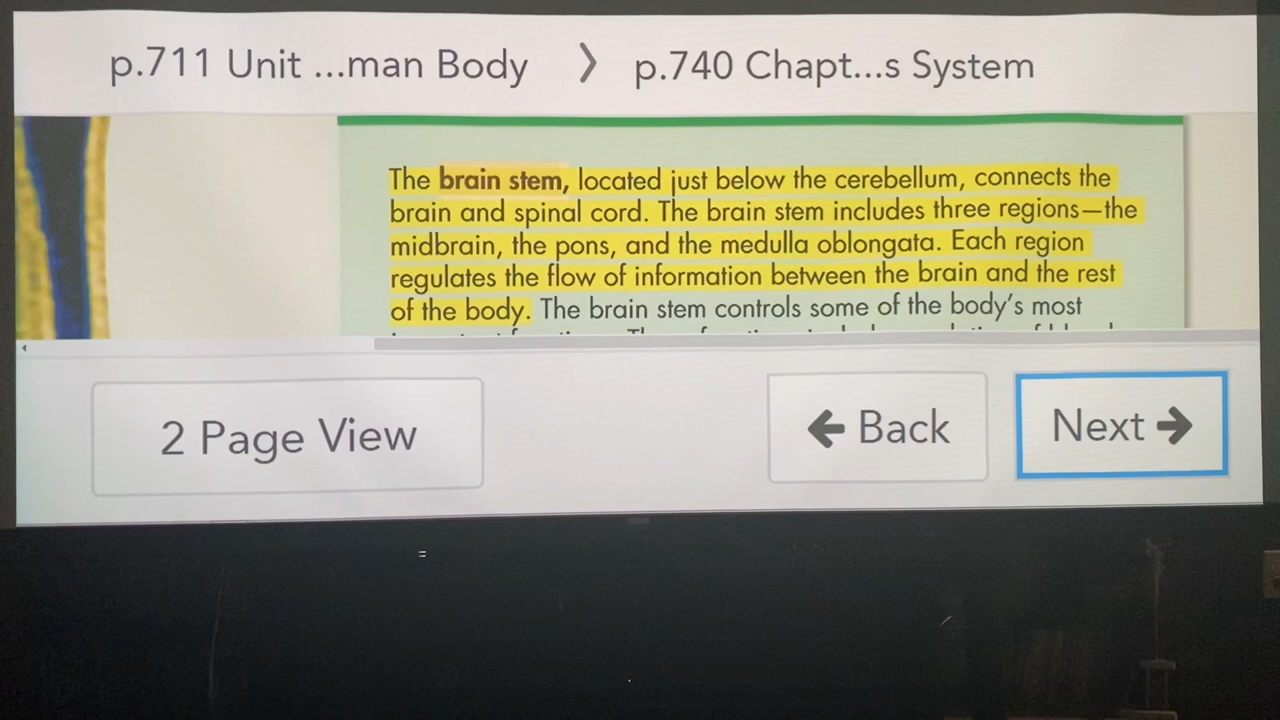 p.711 Unit ...man Body > p.740 Chapt...s System
The brain stem, located just below the cerebellum, connects the
brain and spinal cord. The brain stem includes three regions—the
midbrain, the pons, and the medulla oblongata. Each region
regulates the flow of information between the brain and the rest
of the body. The brain stem controls some of the body's most
2 Page View
← Back
Next →